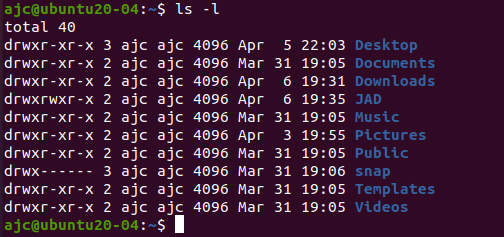 ajc@ubuntu20-04:~$ ls -l
total 40
drwxr-xr-x 3 ajc ajc 4096 Apr  5 22:03 Desktop
drwxr-xr-x 2 ajc ajc 4096 Mar 31 19:05 Documents
drwxr-xr-x 2 ajc ajc 4096 Apr  6 19:31 Downloads
drwxrwxr-x 2 ajc ajc 4096 Apr  6 19:35 JAD
drwxr-xr-x 2 ajc ajc 4096 Mar 31 19:05 Music
drwxr-xr-x 2 ajc ajc 4096 Apr  3 19:55 Pictures
drwxr-xr-x 2 ajc ajc 4096 Mar 31 19:05 Public
drwx------ 3 ajc ajc 4096 Mar 31 19:06 snap
drwxr-xr-x 2 ajc ajc 4096 Mar 31 19:05 Templates
drwxr-xr-x 2 ajc ajc 4096 Mar 31 19:05 Videos
ajc@ubuntu20-04:~$